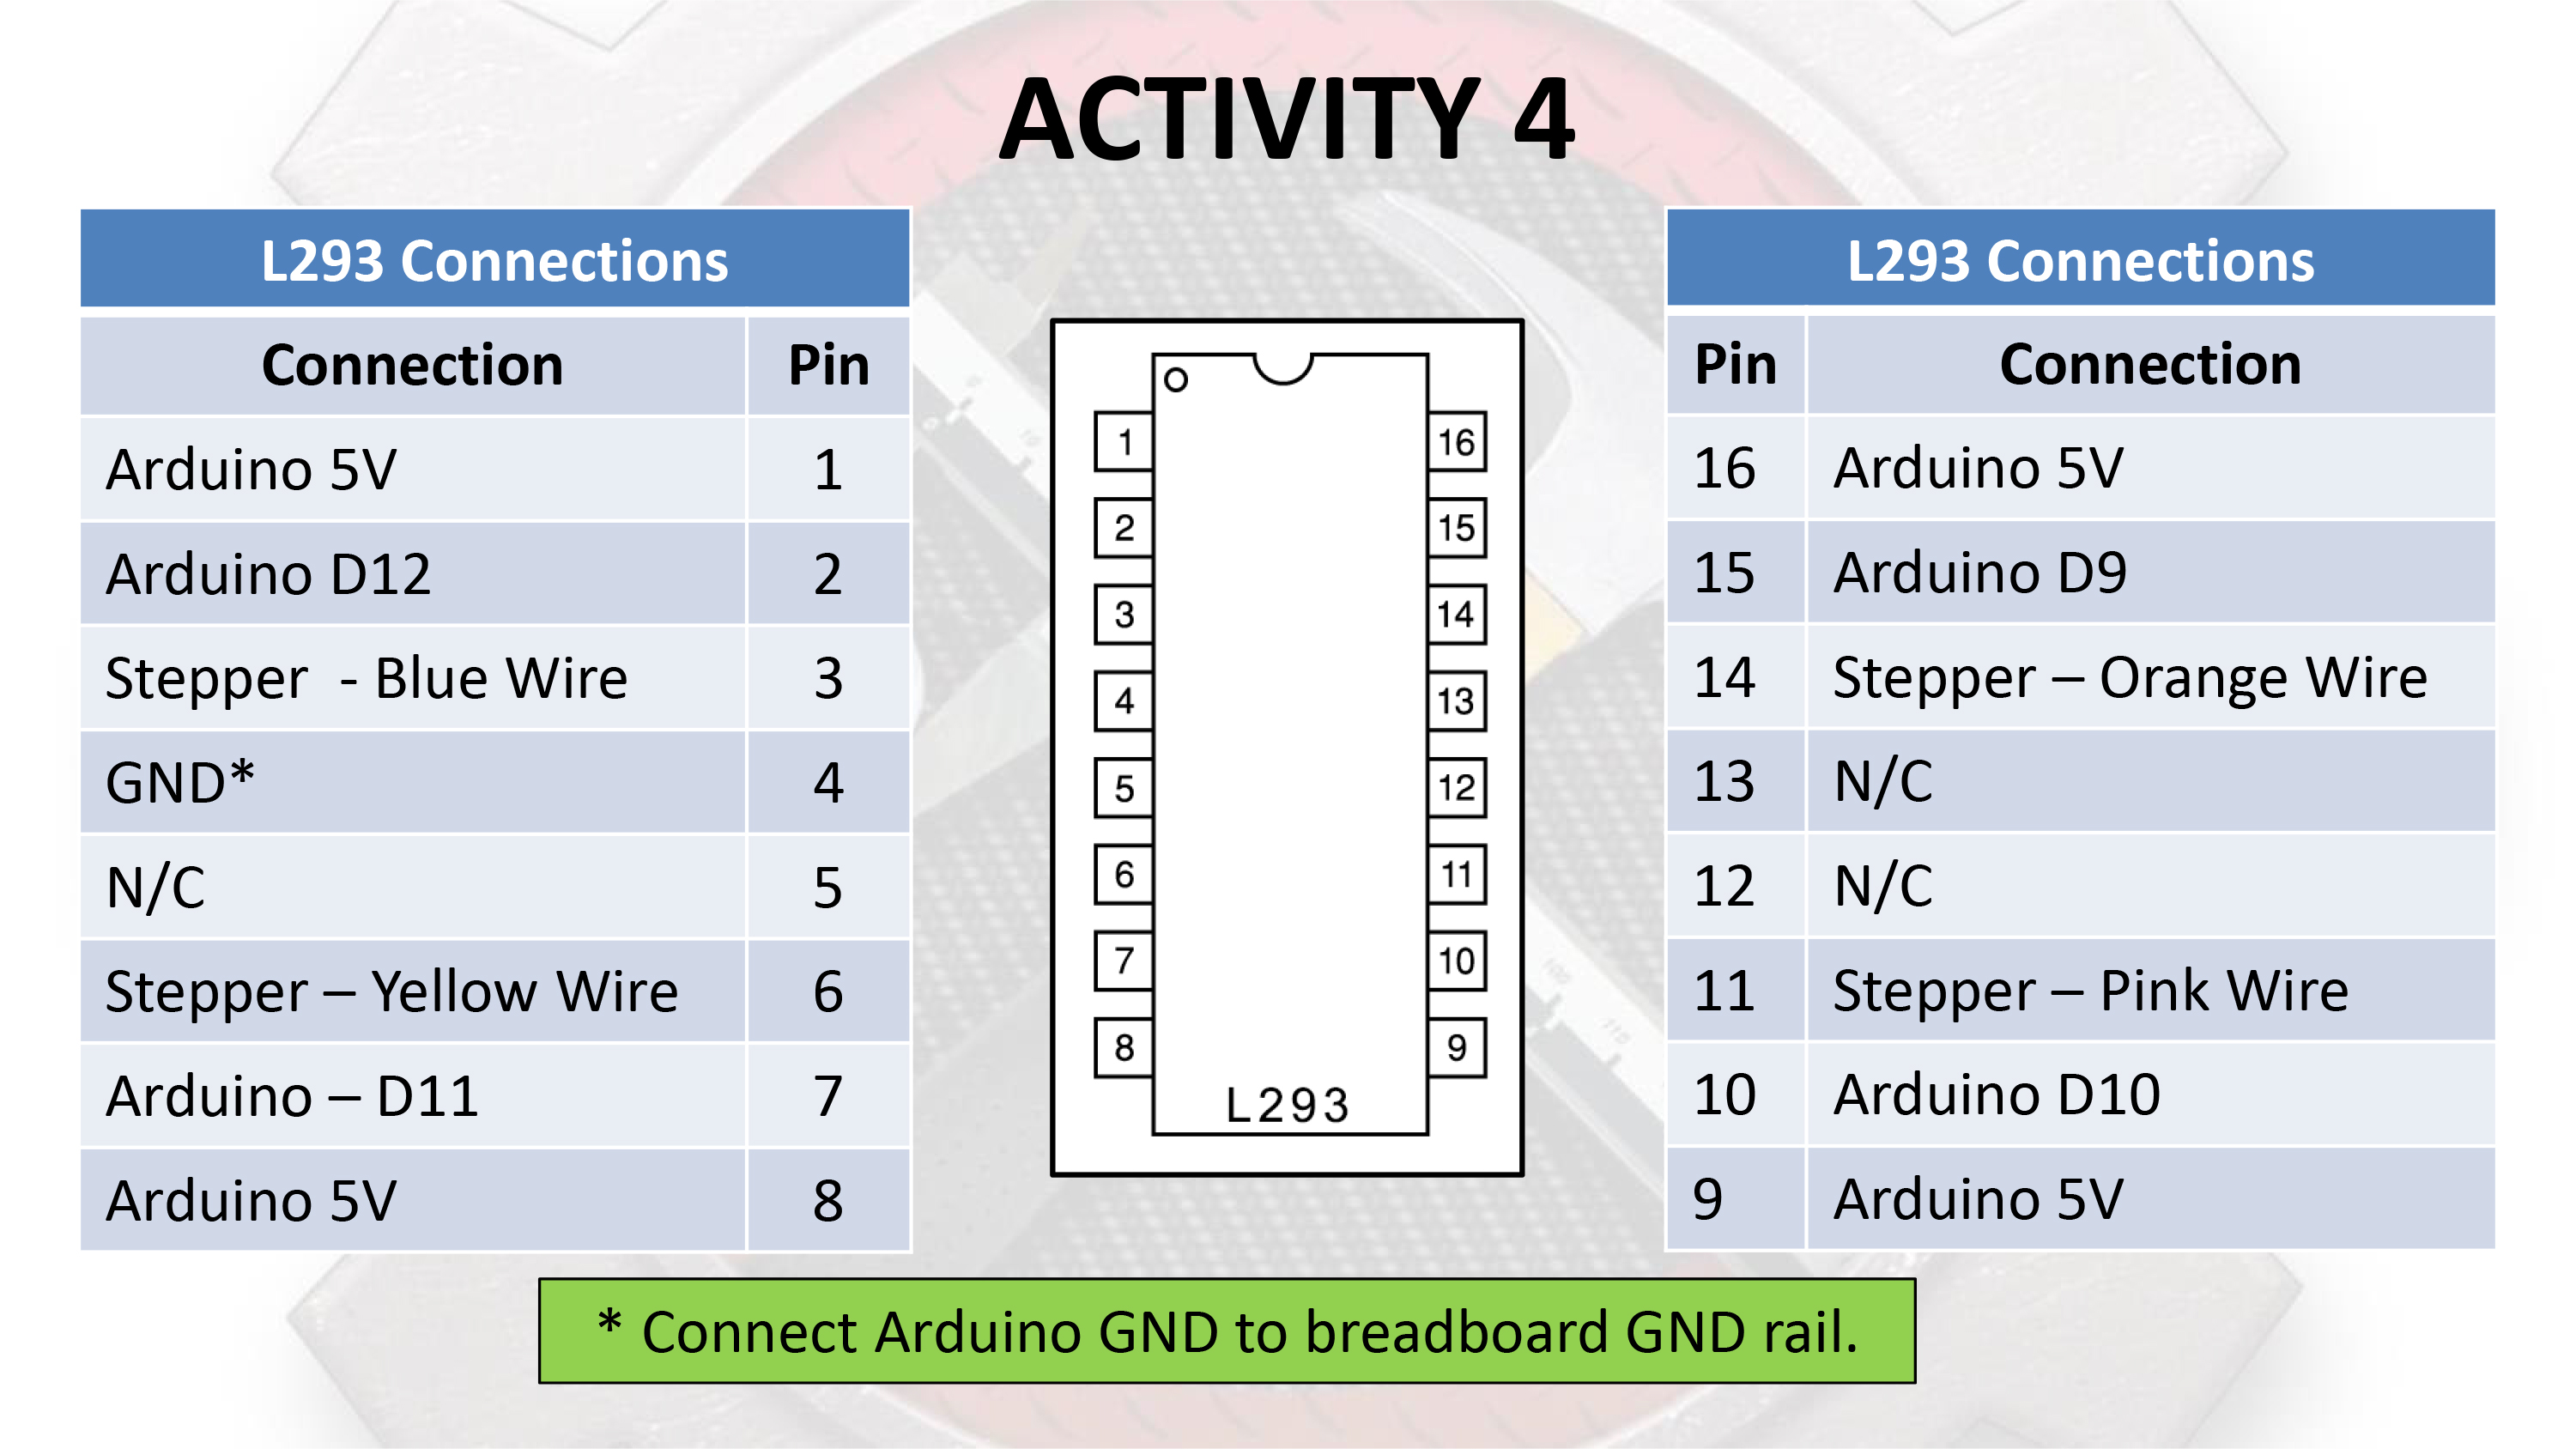 ACTIVITY 4
L293 Connections
Connection Pin
Arduino 5V 1
Arduino D12 2
Stepper  - Blue Wire 3
GND* 4
N/C 5
Stepper – Yellow Wire 6
Arduino – D11 7
Arduino 5V 8
1 16
2 15
3 14
4 13
5 12
6 11
7 10
8 9
L293
L293 Connections
Pin Connection
16 Arduino 5V
15 Arduino D9
14 Stepper – Orange Wire
13 N/C
12 N/C
11 Stepper – Pink Wire
10 Arduino D10
9 Arduino 5V
* Connect Arduino GND to breadboard GND rail.